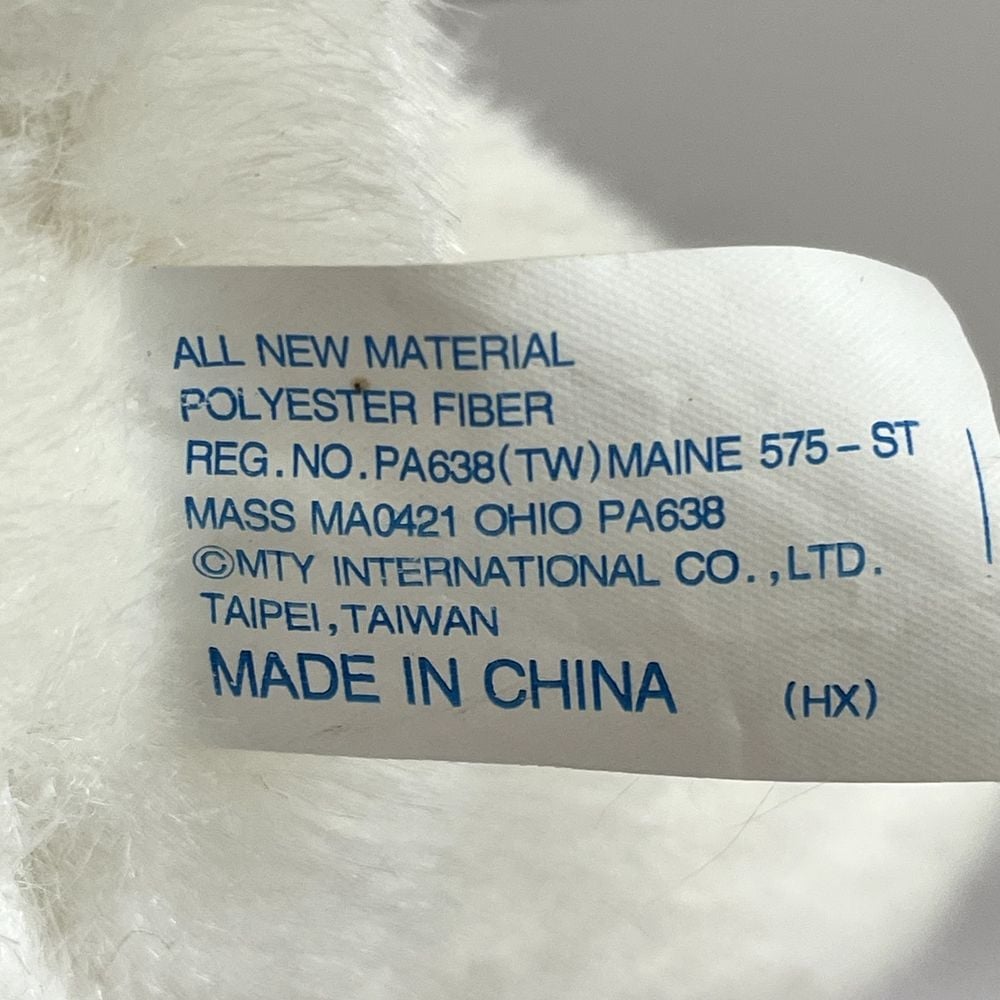 ALL NEW MATERIAL
POLYESTER FIBER
REG.NO.PA638(TW)MAINE 575-ST
MASS MA0421 OHIO PA638
©MTY INTERNATIONAL CO.,LTD.
TAIPEI,TAIWAN
MADE IN CHINA (HX)